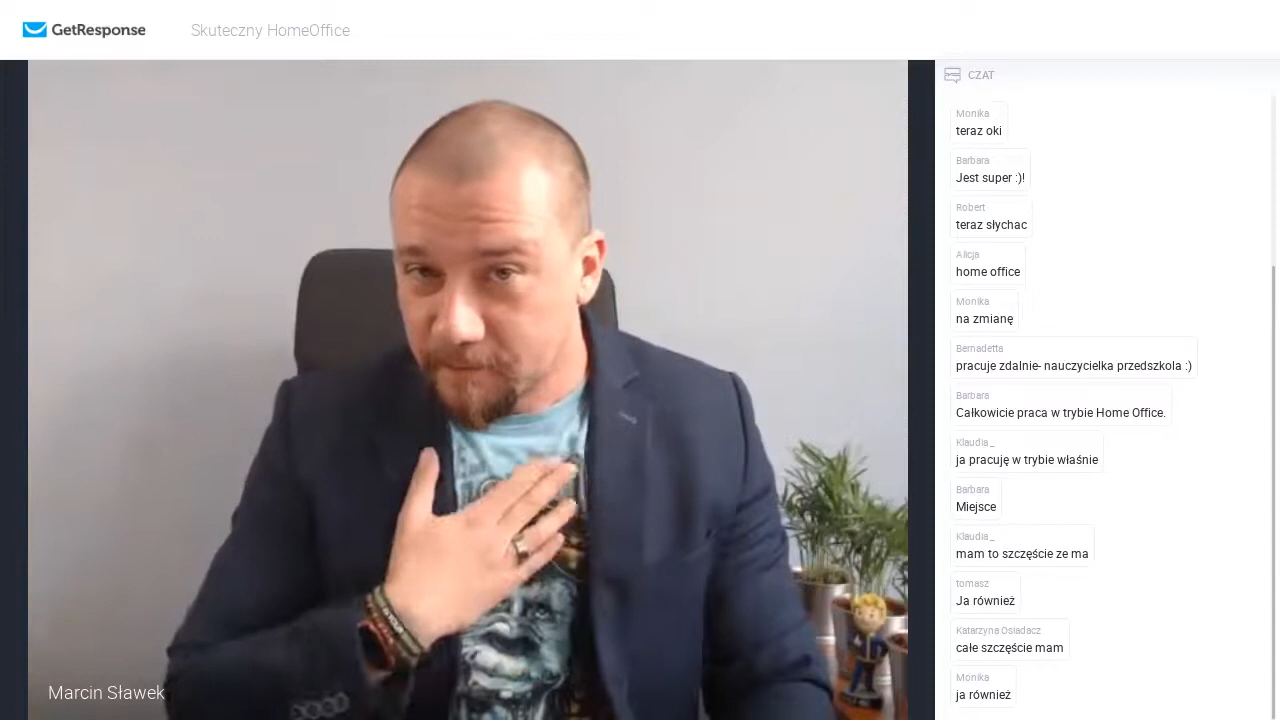 GetResponse
Skuteczny HomeOffice
CZAT
Monika
teraz oki
Barbara
Jest super :)!
Robert
teraz słychac
Alicja
home office
Monika
na zmianę
Bernadetta
pracuje zdalnie- nauczycielka przedszkola :)
Barbara
Całkowicie praca w trybie Home Office.
Klaudia_
ja pracuję w trybie właśnie
Barbara
Miejsce
Klaudia_
mam to szczęście ze ma
tomasz
Ja również
Katarzyna Osiadacz
całe szczęście mam
Monika
ja również
Marcin Sławek